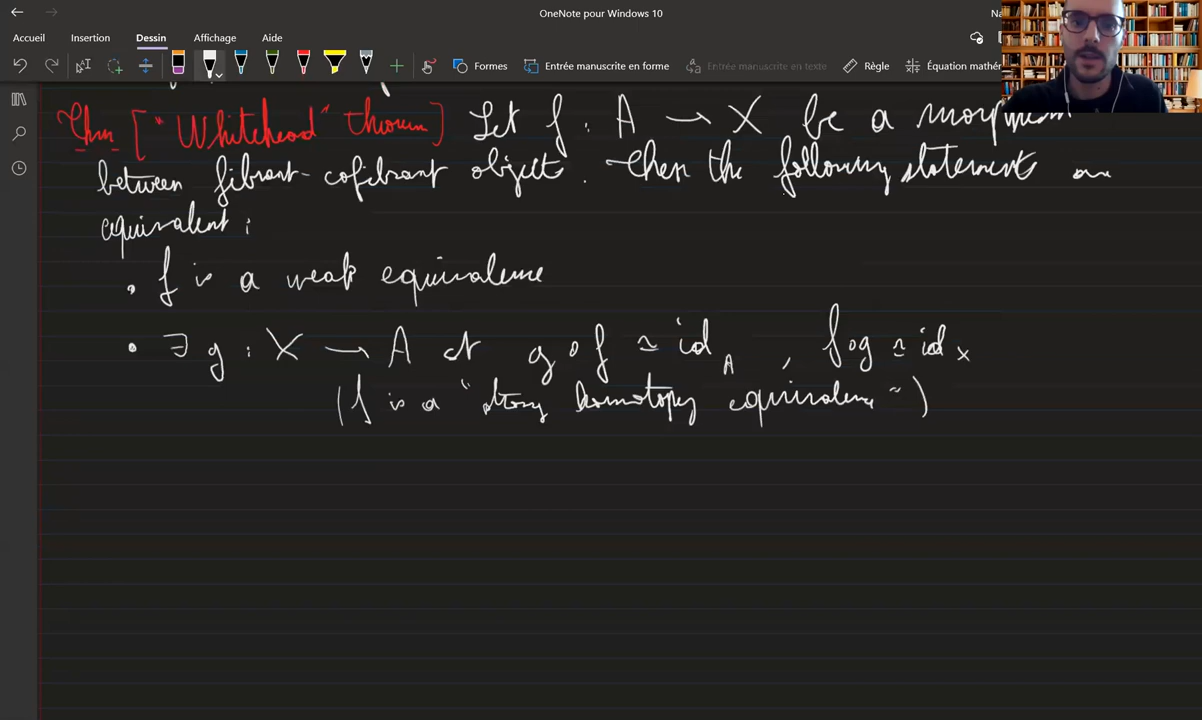 OneNote pour Windows 10
Accueil Insertion Dessin Affichage Aide
Formes Entrée manuscrite en forme Entrée manuscrite en texte Règle Équation mathém
Thm ["Whitehead" theorem] Let f : A → X be a morphism
between fibrant-cofibrant objects. Then the following statements are
equivalent:
• f is a weak equivalence
• ∃ g : X → A st g ∘ f ≃ id_A , f ∘ g ≃ id_X
(f is a "strong homotopy equivalence")